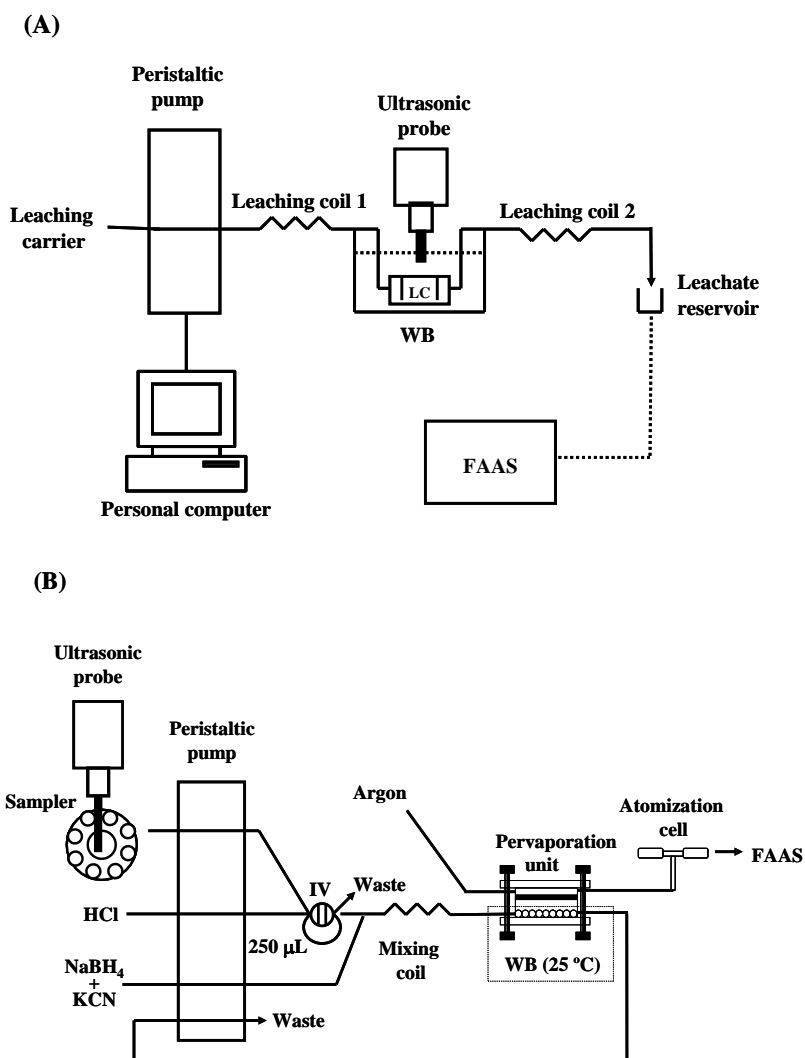 (A)
Peristaltic
pump
Ultrasonic
probe
Leaching
carrier
Leaching coil 1
Leaching coil 2
LC
WB
Leachate
reservoir
FAAS
Personal computer
(B)
Ultrasonic
probe
Sampler
Peristaltic
pump
Argon
Atomization
cell
Pervaporation
unit
FAAS
HCl
IV
Waste
250 μL
Mixing
coil
WB (25 ºC)
NaBH₄
+
KCN
Waste